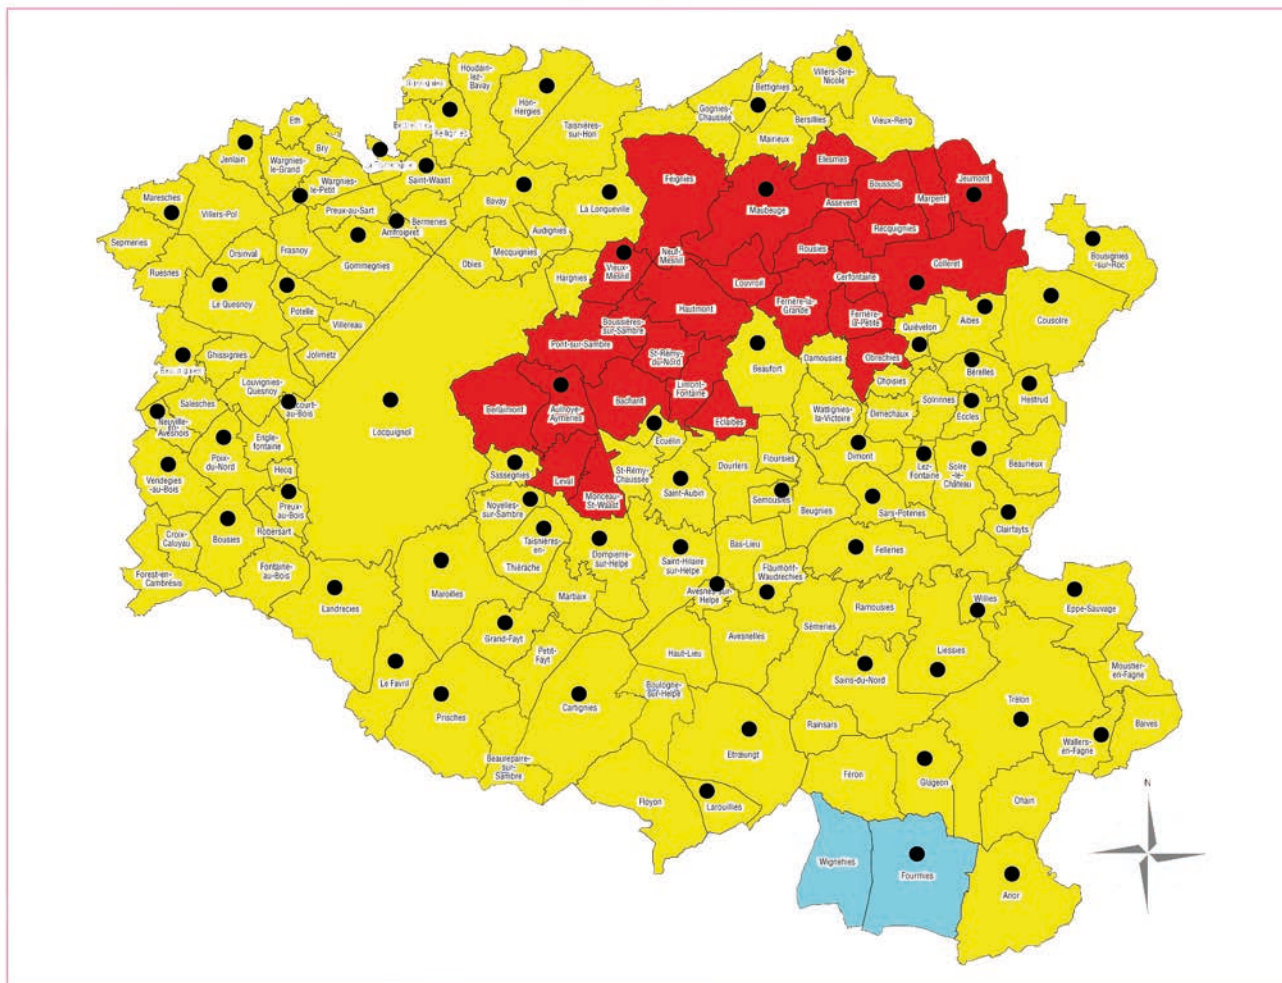 Houdain-
lez-
Bavay
Hon-
Hergies
Taisnières-
sur-Hon
Villers-Sire-
Nicole
Bettignies
Gognies-
Chaussée
Bersillies
Vieux-Reng
Mairieux
Eth
Bry
Jenlain
Wargnies-
le-Grand
Wargnies-
le-Petit
Saint-Waast
Bavay
La Longueville
Feignies
Maubeuge
Elesmes
Assevent
Boussois
Marpent
Jeumont
Recquignies
Rousies
Cerfontaine
Colleret
Bousignies
-sur-Roc
Maresches
Villers-Pol
Preux-au-Sart
Bermeries
Amfroipret
Audignies
Mecquignies
Obies
Hargnies
Vieux-
Mesnil
Neuf-
Mesnil
Louvroil
Hautmont
Ferrière-la-
Grande
Ferrière-
la-Petite
Sepmeries
Ruesnes
Orsinval
Frasnoy
Gommegnies
Le Quesnoy
Potelle
Villereau
Jolimetz
Ghissignies
Louvignies-
Quesnoy
Salesches
Neuville-
en-
Avesnois
Locquignol
Boussières-
sur-Sambre
Pont-sur-Sambre
St-Rémy-
du-Nord
Limont-
Fontaine
Eclaibes
Bachant
Aulnoye-
Aymeries
Berlaimont
Beaufort
Damousies
Obrechies
Quiévelon
Aibes
Cousolre
Choisies
Bérelles
Hestrud
Solrinnes
Eccles
Dimechaux
Wattignies-
la-Victoire
Dimont
Lez-
Fontaine
Solre
-le-
Château
Beaurieux
Clairfayts
Poix-
du-Nord
Engle-
fontaine
Hecq
Preux-
au-Bois
Vendegies
-au-Bois
Robersart
Croix-
Caluyau
Bousies
Forest-en-
Cambrésis
Fontaine-
au-Bois
Landrecies
Sassegnies
Leval
Monceau-
St-Waast
Ecuélin
St-Rémy-
Chaussée
Saint-Aubin
Dourlers
Floursies
Semousies
Beugnies
Sars-Poteries
Noyelles-
sur-Sambre
Taisnières-
en-
Thiérache
Dompierre-
sur-Helpe
Saint-Hilaire
sur-Helpe
Bas-Lieu
Flaumont-
Waudrechies
Felleries
Avesnes-sur-
Helpe
Maroilles
Marbaix
Grand-Fayt
Petit-
Fayt
Le Favril
Prisches
Cartignies
Haut-Lieu
Avesnelles
Sémeries
Ramousies
Willies
Eppe-Sauvage
Liessies
Sains-du-Nord
Moustier-
en-Fagne
Trélon
Baives
Wallers-
en-Fagne
Boulogne-
sur-Helpe
Etrœungt
Rainsars
Beaurepaire-
sur-
Sambre
Floyon
Larouillies
Féron
Glageon
Ohain
Wignehies
Fourmies
Anor
N